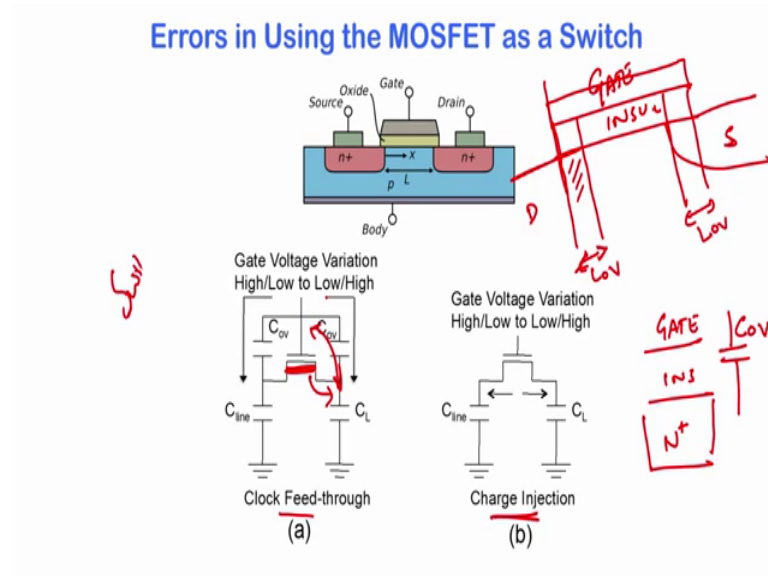 Errors in Using the MOSFET as a Switch
Gate
Oxide
Source
Drain
n+
x
n+
L
p
Body
GATE
INSUL
S
D
Lov
Lov
Gate Voltage Variation
High/Low to Low/High
Cov
Cov
Cline
CL
Clock Feed-through
(a)
Gate Voltage Variation
High/Low to Low/High
Cline
CL
Charge Injection
(b)
GATE
Cov
INS
N+